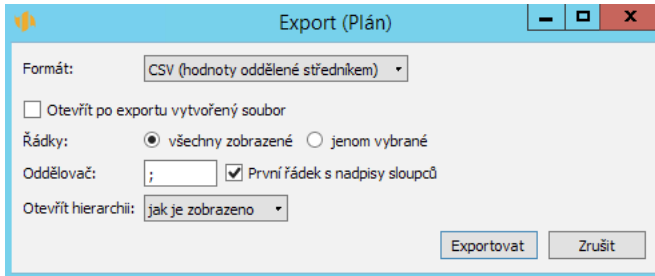 Export (Plán)
Formát: CSV (hodnoty oddělené středníkem)
Otevřít po exportu vytvořený soubor
Řádky: všechny zobrazené jenom vybrané
Oddělovač: ; První řádek s nadpisy sloupců
Otevřít hierarchii: jak je zobrazeno
Exportovat Zrušit